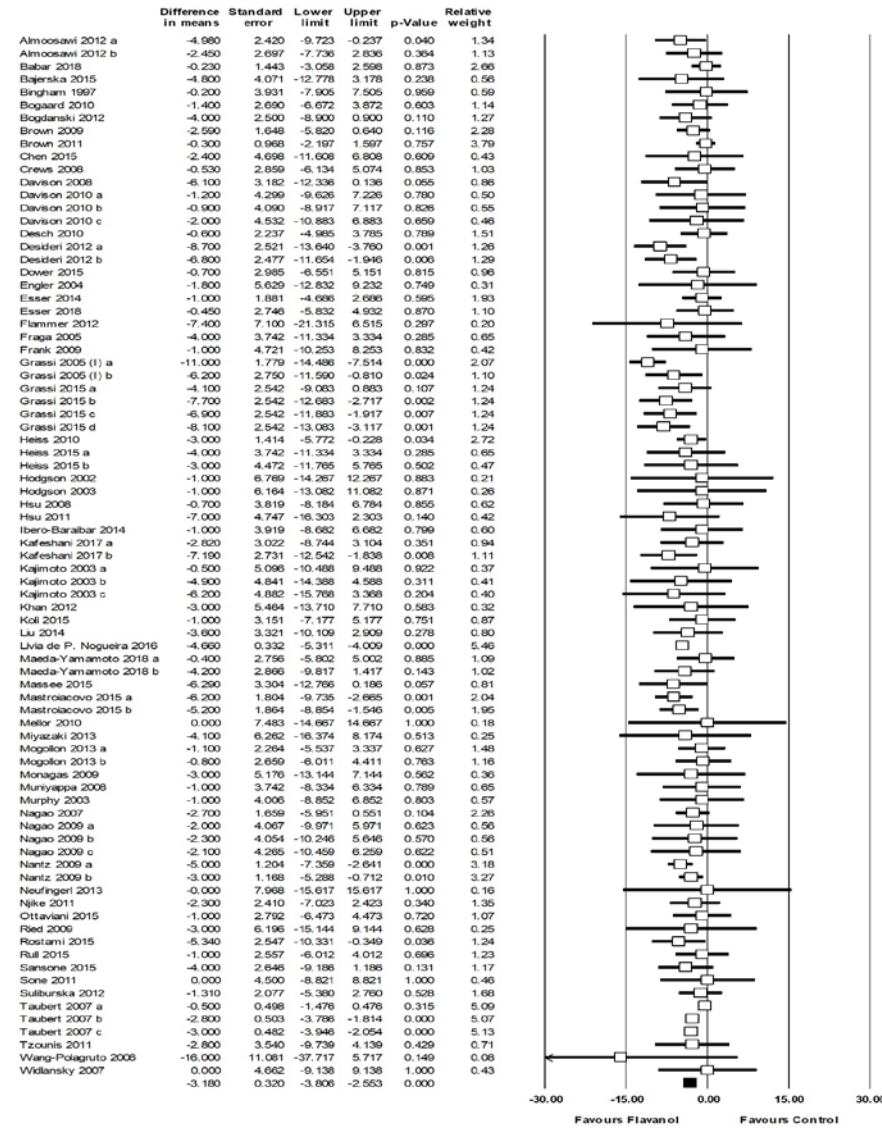 Difference Standard Lower Upper Relative
in means error limit limit p-Value weight
Almoosawi 2012 a -4.980 2.420 -9.723 -0.237 0.040 1.34
Almoosawi 2012 b -2.450 2.697 -7.736 2.836 0.364 1.13
Babar 2018 -0.230 1.443 -3.058 2.598 0.873 2.66
Bajerska 2015 -4.800 4.071 -12.778 3.178 0.238 0.56
Bingham 1997 -0.200 3.931 -7.905 7.505 0.959 0.59
Bogaard 2010 -1.400 2.690 -6.672 3.872 0.603 1.14
Bogdanski 2012 -4.000 2.500 -8.900 0.900 0.110 1.27
Brown 2009 -2.590 1.648 -5.820 0.640 0.116 2.28
Brown 2011 -0.300 0.968 -2.197 1.597 0.757 3.79
Chen 2015 -2.400 4.698 -11.608 6.808 0.609 0.43
Crews 2008 -0.530 2.859 -6.134 5.074 0.853 1.03
Davison 2008 -6.100 3.182 -12.336 0.136 0.055 0.86
Davison 2010 a -1.200 4.299 -9.626 7.226 0.780 0.50
Davison 2010 b -0.900 4.090 -8.917 7.117 0.826 0.55
Davison 2010 c -2.000 4.532 -10.883 6.883 0.659 0.46
Desch 2010 -0.600 2.237 -4.985 3.785 0.789 1.51
Desideri 2012 a -8.700 2.521 -13.640 -3.760 0.001 1.26
Desideri 2012 b -6.800 2.477 -11.654 -1.946 0.006 1.29
Dower 2015 -0.700 2.985 -6.551 5.151 0.815 0.96
Engler 2004 -1.800 5.629 -12.832 9.232 0.749 0.31
Esser 2014 -1.000 1.881 -4.686 2.686 0.595 1.93
Esser 2018 -0.450 2.746 -5.832 4.932 0.870 1.10
Flammer 2012 -7.400 7.100 -21.315 6.515 0.297 0.20
Fraga 2005 -4.000 3.742 -11.334 3.334 0.285 0.65
Frank 2009 -1.000 4.721 -10.253 8.253 0.832 0.42
Grassi 2005 (I) a -11.000 1.779 -14.486 -7.514 0.000 2.07
Grassi 2005 (I) b -6.200 2.750 -11.590 -0.810 0.024 1.10
Grassi 2015 a -4.100 2.542 -9.083 0.883 0.107 1.24
Grassi 2015 b -7.700 2.542 -12.683 -2.717 0.002 1.24
Grassi 2015 c -6.900 2.542 -11.883 -1.917 0.007 1.24
Grassi 2015 d -8.100 2.542 -13.083 -3.117 0.001 1.24
Heiss 2010 -3.000 1.414 -5.772 -0.228 0.034 2.72
Heiss 2015 a -4.000 3.742 -11.334 3.334 0.285 0.65
Heiss 2015 b -3.000 4.472 -11.765 5.765 0.502 0.47
Hodgson 2002 -1.000 6.769 -14.267 12.267 0.883 0.21
Hodgson 2003 -1.000 6.164 -13.082 11.082 0.871 0.26
Hsu 2008 -0.700 3.819 -8.184 6.784 0.855 0.62
Hsu 2011 -7.000 4.747 -16.303 2.303 0.140 0.42
Ibero-Baraibar 2014 -1.000 3.919 -8.682 6.682 0.799 0.60
Kafeshani 2017 a -2.820 3.022 -8.744 3.104 0.351 0.94
Kafeshani 2017 b -7.190 2.731 -12.542 -1.838 0.008 1.11
Kajimoto 2003 a -0.500 5.096 -10.488 9.488 0.922 0.37
Kajimoto 2003 b -4.900 4.841 -14.388 4.588 0.311 0.41
Kajimoto 2003 c -6.200 4.882 -15.768 3.368 0.204 0.40
Khan 2012 -3.000 5.464 -13.710 7.710 0.583 0.32
Koli 2015 -1.000 3.151 -7.177 5.177 0.751 0.87
Liu 2014 -3.600 3.321 -10.109 2.909 0.278 0.80
Livia de P. Nogueira 2016 -4.660 0.332 -5.311 -4.009 0.000 5.46
Maeda-Yamamoto 2018 a -0.400 2.756 -5.802 5.002 0.885 1.09
Maeda-Yamamoto 2018 b -4.200 2.866 -9.817 1.417 0.143 1.02
Massee 2015 -6.290 3.304 -12.766 0.186 0.057 0.81
Mastroiacovo 2015 a -6.200 1.804 -9.735 -2.665 0.001 2.04
Mastroiacovo 2015 b -5.200 1.864 -8.854 -1.546 0.005 1.95
Mellor 2010 0.000 7.483 -14.667 14.667 1.000 0.18
Miyazaki 2013 -4.100 6.262 -16.374 8.174 0.513 0.25
Mogollon 2013 a -1.100 2.264 -5.537 3.337 0.627 1.48
Mogollon 2013 b -0.800 2.659 -6.011 4.411 0.763 1.16
Monagas 2009 -3.000 5.176 -13.144 7.144 0.562 0.36
Muniyappa 2008 -1.000 3.742 -8.334 6.334 0.789 0.65
Murphy 2003 -1.000 4.006 -8.852 6.852 0.803 0.57
Nagao 2007 -2.700 1.659 -5.951 0.551 0.104 2.26
Nagao 2009 a -2.000 4.067 -9.971 5.971 0.623 0.56
Nagao 2009 b -2.300 4.054 -10.246 5.646 0.570 0.56
Nagao 2009 c -2.100 4.265 -10.459 6.259 0.622 0.51
Nantz 2009 a -5.000 1.204 -7.359 -2.641 0.000 3.18
Nantz 2009 b -3.000 1.168 -5.288 -0.712 0.010 3.27
Neufingerl 2013 -0.000 7.968 -15.617 15.617 1.000 0.16
Njike 2011 -2.300 2.410 -7.023 2.423 0.340 1.35
Ottaviani 2015 -1.000 2.792 -6.473 4.473 0.720 1.07
Ried 2009 -3.000 6.196 -15.144 9.144 0.628 0.25
Rostami 2015 -5.340 2.547 -10.331 -0.349 0.036 1.24
Rull 2015 -1.000 2.557 -6.012 4.012 0.696 1.23
Sansone 2015 -4.000 2.646 -9.186 1.186 0.131 1.17
Sone 2011 0.000 4.500 -8.821 8.821 1.000 0.46
Suliburska 2012 -1.310 2.077 -5.380 2.760 0.528 1.68
Taubert 2007 a -0.500 0.498 -1.476 0.476 0.315 5.09
Taubert 2007 b -2.800 0.503 -3.786 -1.814 0.000 5.07
Taubert 2007 c -3.000 0.482 -3.946 -2.054 0.000 5.13
Tzounis 2011 -2.800 3.540 -9.739 4.139 0.429 0.71
Wang-Polagruto 2006 -16.000 11.081 -37.717 5.717 0.149 0.08
Widlansky 2007 0.000 4.662 -9.138 9.138 1.000 0.43
-3.180 0.320 -3.806 -2.553 0.000
-30.00 -15.00 0.00 15.00 30.00
Favours Flavanol Favours Control